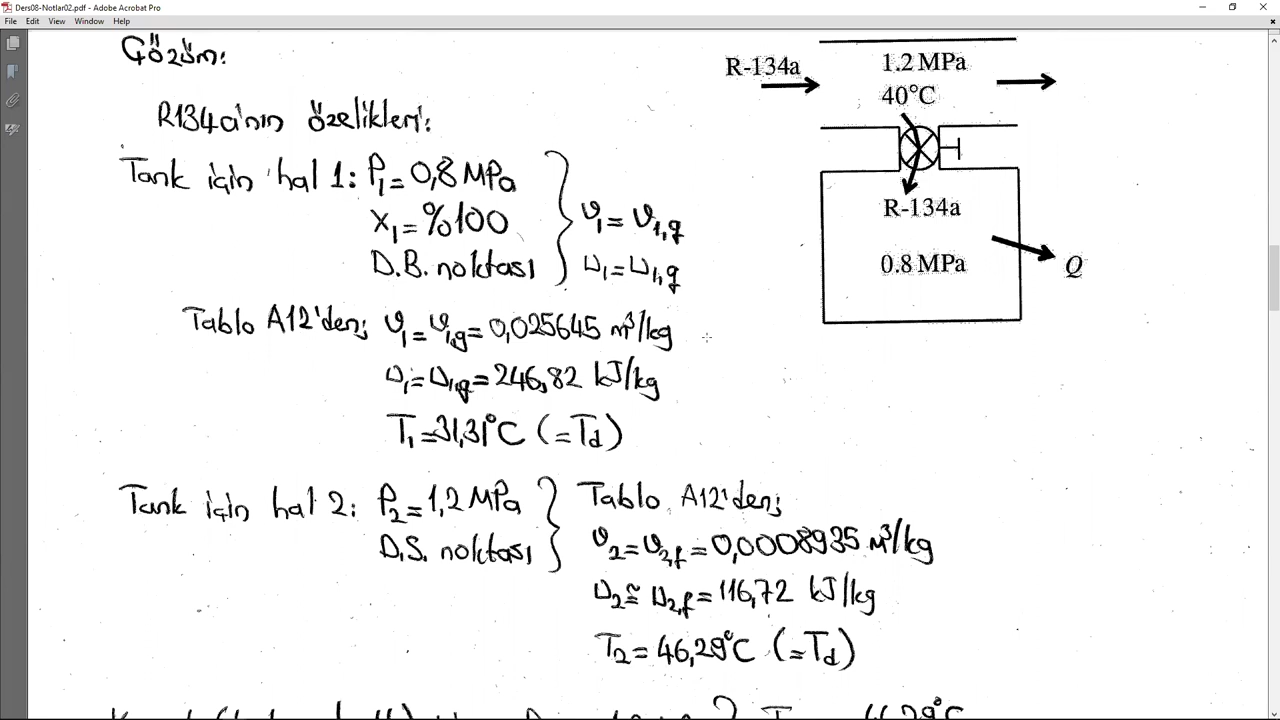 Ders08-Notlar02.pdf - Adobe Acrobat Pro
File Edit View Window Help
Çözüm:
R134a'nın özelikleri:
Tank için hal 1: P₁ = 0,8 MPa
x₁ = %100
D.B. noktası
υ₁ = υ₁,g
u₁ = u₁,g
Tablo A12'den; υ₁ = υ₁,g = 0,025645 m³/kg
u₁ = u₁,g = 246,82 kJ/kg
T₁ = 31,31°C (=Td)
Tank için hal 2: P₂ = 1,2 MPa
D.S. noktası
Tablo A12'den;
υ₂ = υ₂,f = 0,0008935 m³/kg
u₂ ≅ u₂,f = 116,72 kJ/kg
T₂ = 46,29°C (=Td)
R-134a
1.2 MPa
40°C
R-134a
0.8 MPa
Q